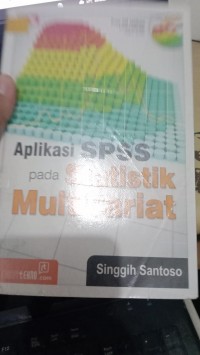 Aplikasi SPSS
pada Statistik
Multivariat
Singgih Santoso